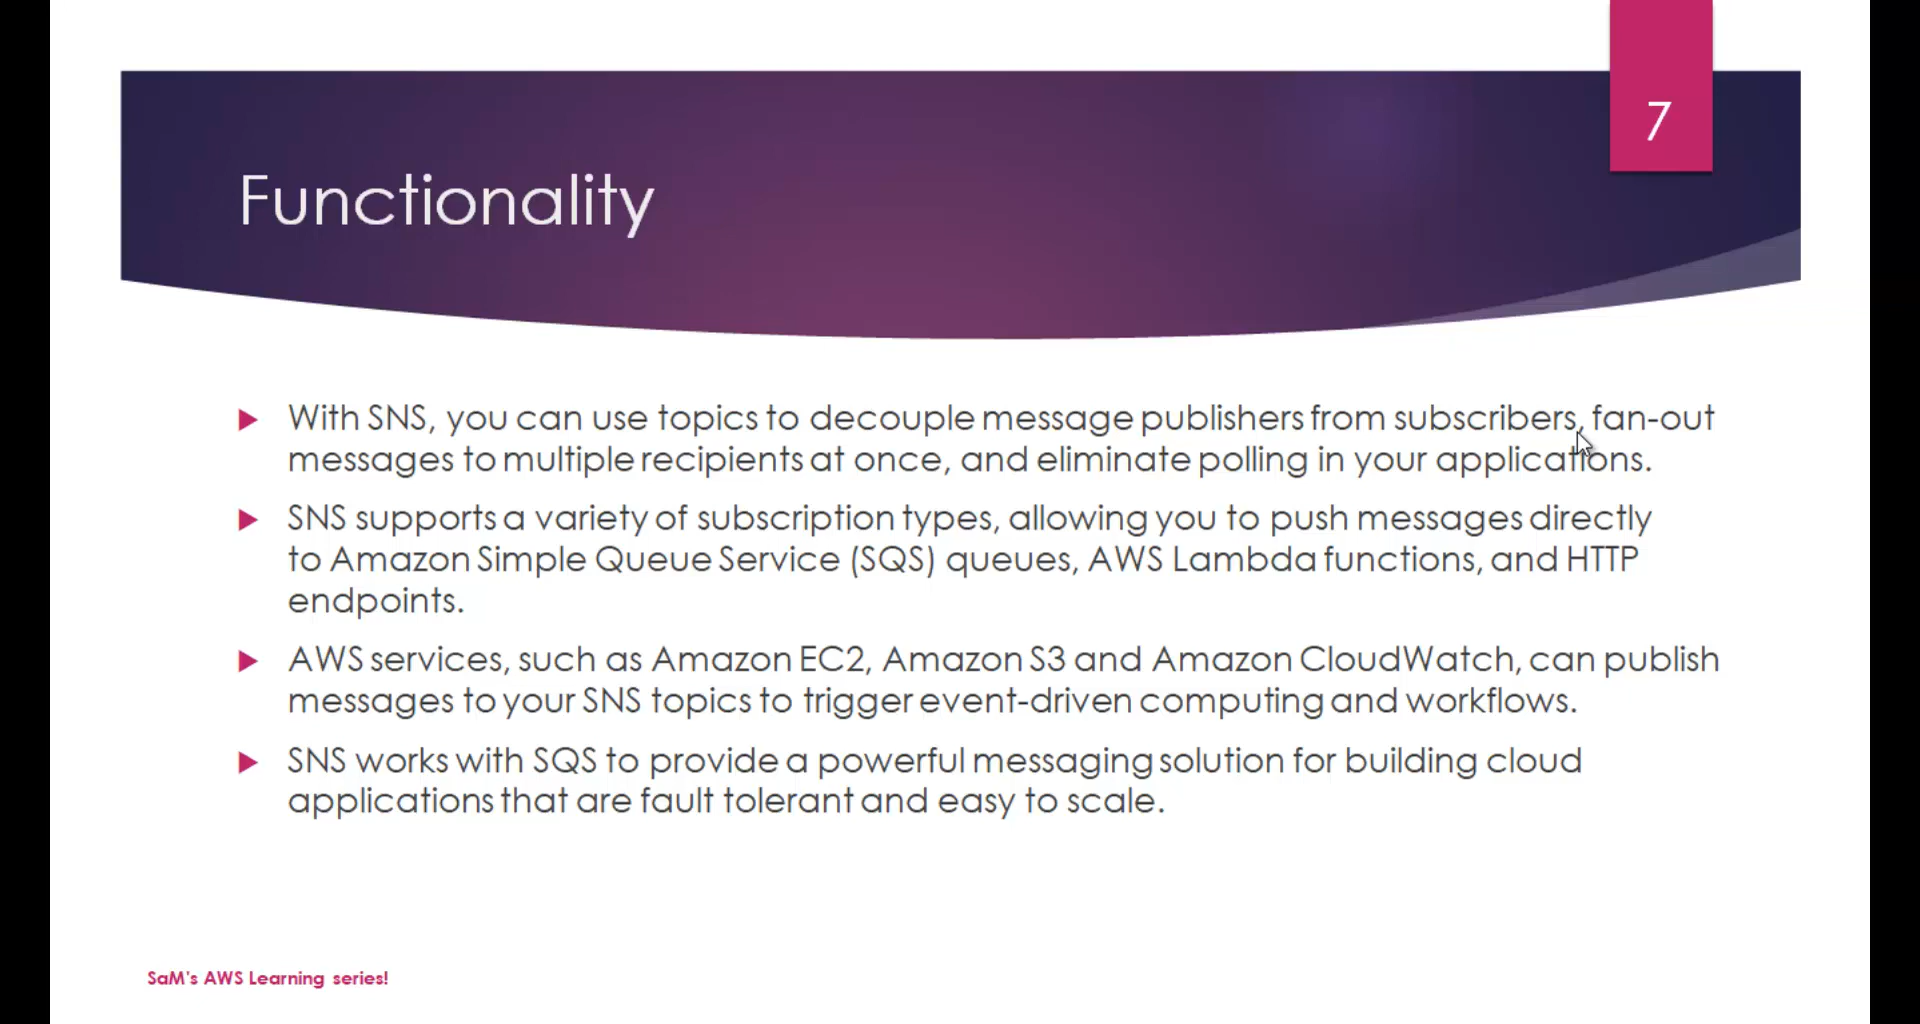 7
Functionality
With SNS, you can use topics to decouple message publishers from subscribers, fan-out
messages to multiple recipients at once, and eliminate polling in your applications.
SNS supports a variety of subscription types, allowing you to push messages directly
to Amazon Simple Queue Service (SQS) queues, AWS Lambda functions, and HTTP
endpoints.
AWS services, such as Amazon EC2, Amazon S3 and Amazon CloudWatch, can publish
messages to your SNS topics to trigger event-driven computing and workflows.
SNS works with SQS to provide a powerful messaging solution for building cloud
applications that are fault tolerant and easy to scale.
SaM's AWS Learning series!